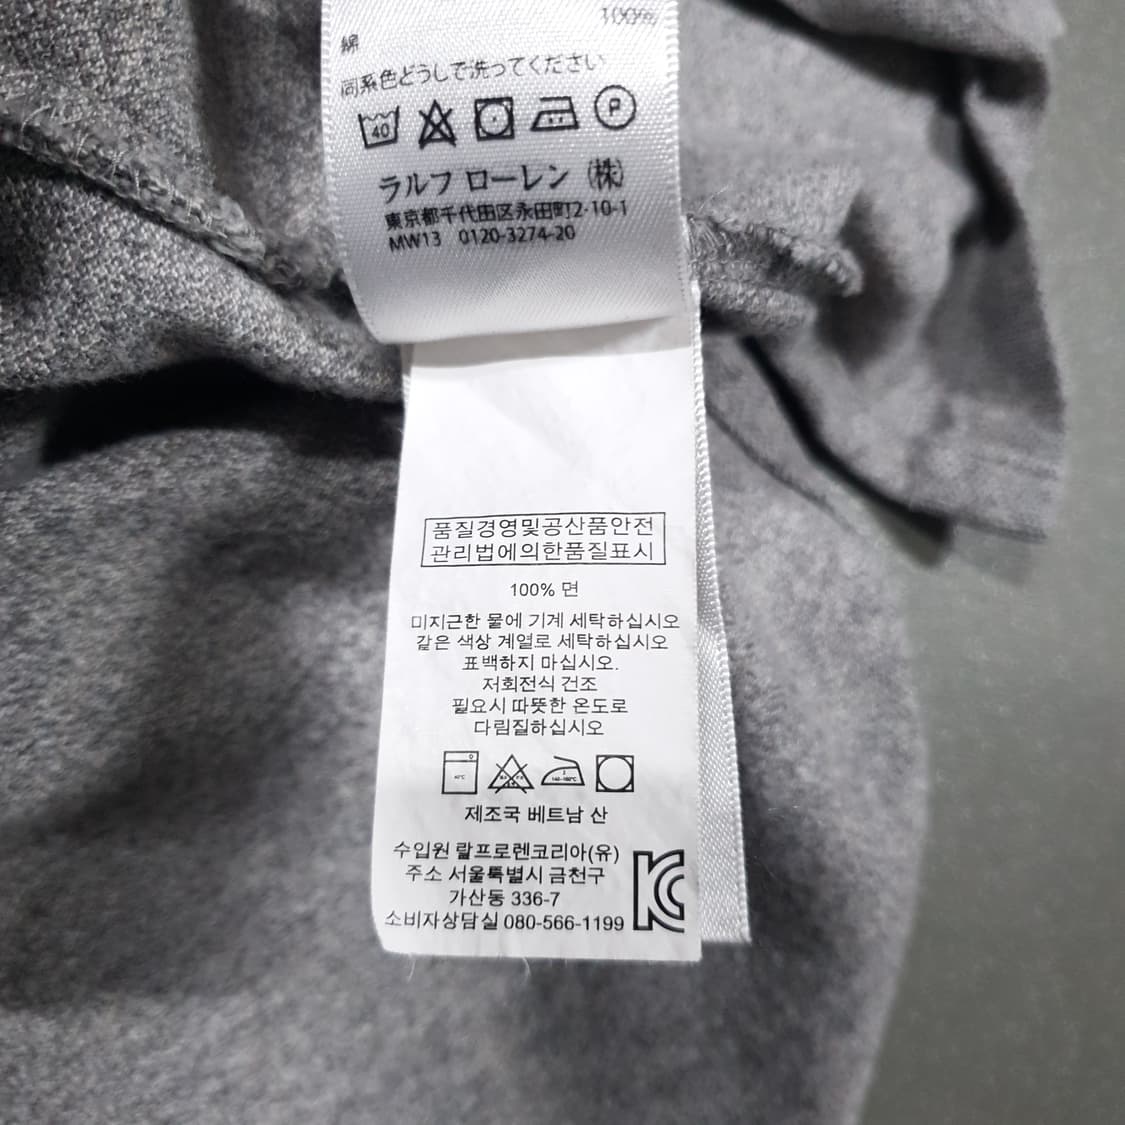 綿 100%
同系色どうしで洗ってください
40 P
ラルフ ローレン (株)
東京都千代田区永田町2-10-1
MW13 0120-3274-20
품질경영및공산품안전
관리법에의한품질표시
100% 면
미지근한 물에 기계 세탁하십시오
같은 색상 계열로 세탁하십시오
표백하지 마십시오.
저회전식 건조
필요시 따뜻한 온도로
다림질하십시오
제조국 베트남 산
수입원 랄프로렌코리아(유)
주소 서울특별시 금천구
가산동 336-7
소비자상담실 080-566-1199